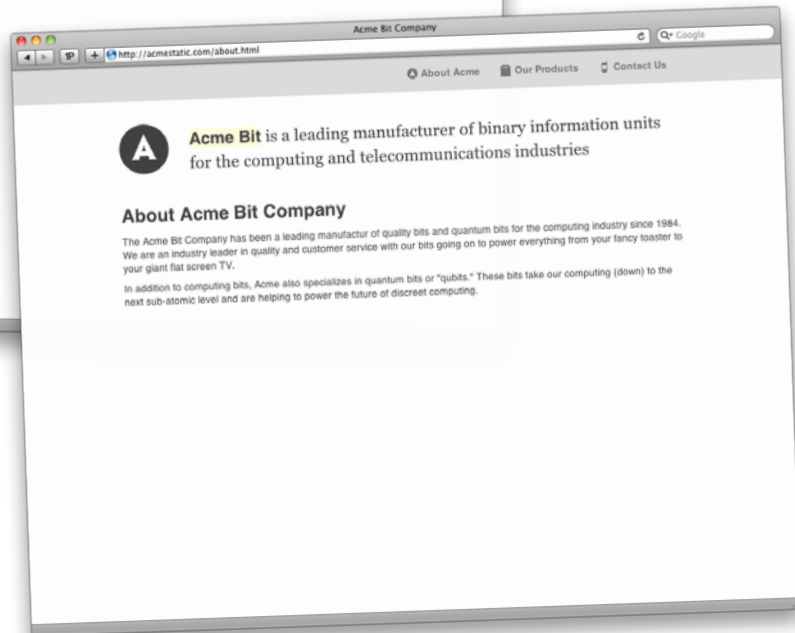 Acme Bit Company
1P
+
http://acmestatic.com/about.html
Google
About Acme
Our Products
Contact Us
A
Acme Bit is a leading manufacturer of binary information units
for the computing and telecommunications industries
About Acme Bit Company
The Acme Bit Company has been a leading manufactur of quality bits and quantum bits for the computing industry since 1984.
We are an industry leader in quality and customer service with our bits going on to power everything from your fancy toaster to
your giant flat screen TV.
In addition to computing bits, Acme also specializes in quantum bits or "qubits." These bits take our computing (down) to the
next sub-atomic level and are helping to power the future of discreet computing.